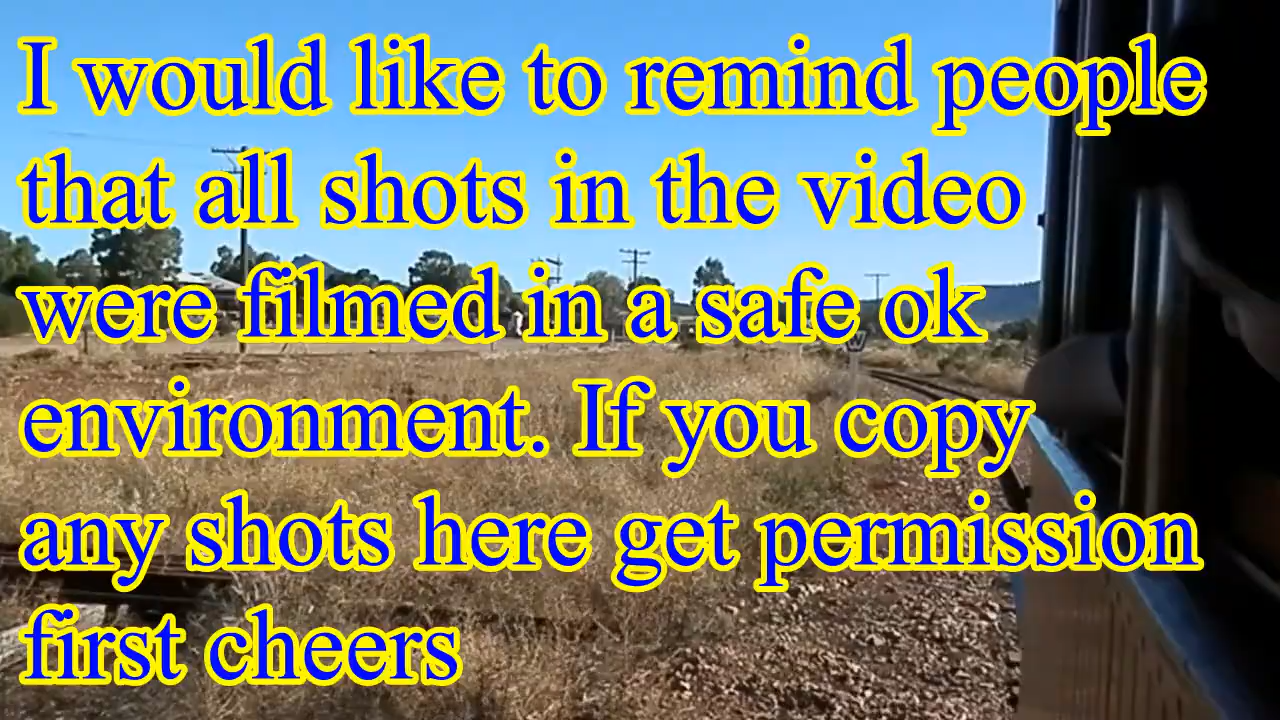 I would like to remind people
that all shots in the video
were filmed in a safe ok
environment. If you copy
any shots here get permission
first cheers
W